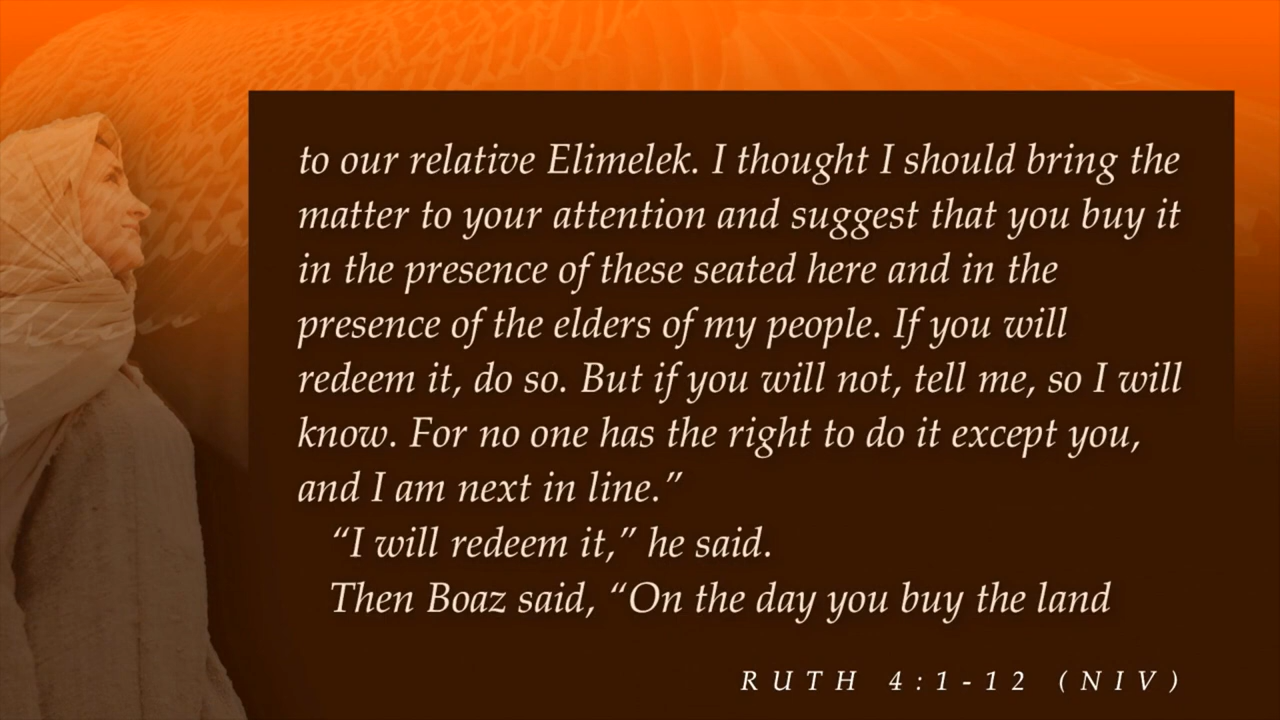 to our relative Elimelek. I thought I should bring the
matter to your attention and suggest that you buy it
in the presence of these seated here and in the
presence of the elders of my people. If you will
redeem it, do so. But if you will not, tell me, so I will
know. For no one has the right to do it except you,
and I am next in line.”
“I will redeem it,” he said.
Then Boaz said, “On the day you buy the land
RUTH 4:1-12 (NIV)